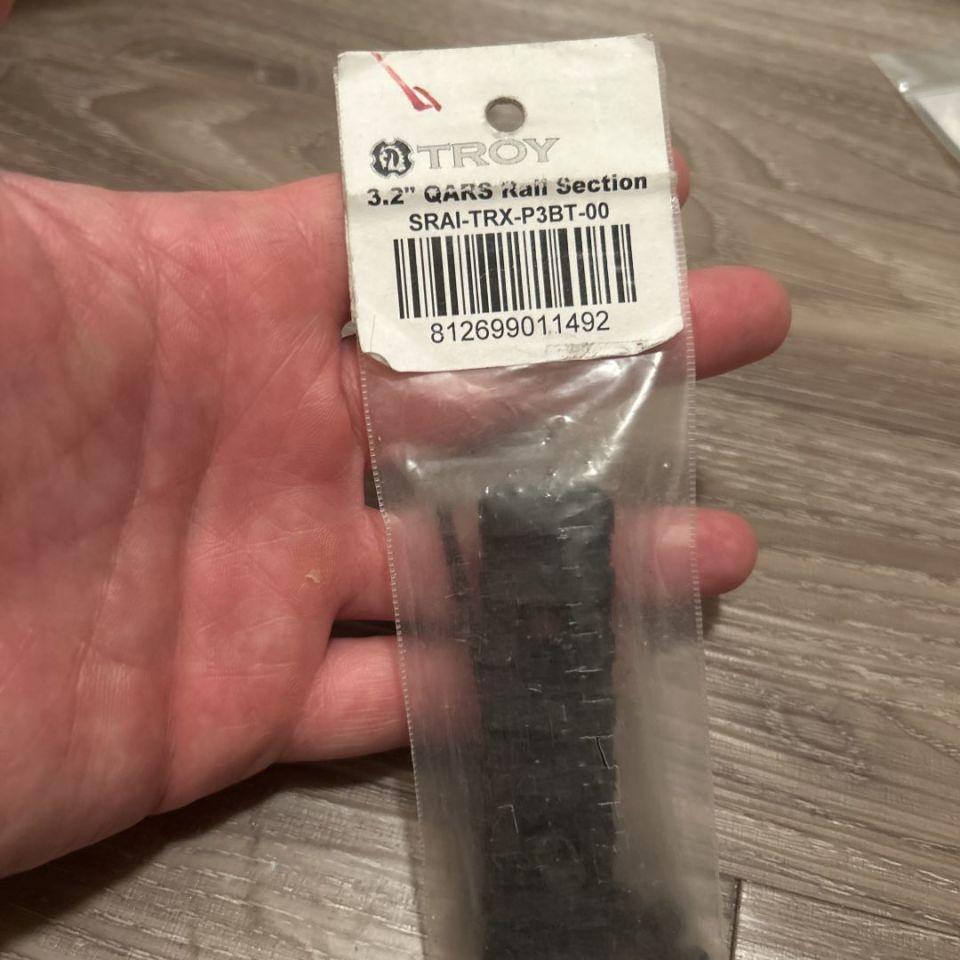 TROY
3.2" QARS Rail Section
SRAI-TRX-P3BT-00
812699011492